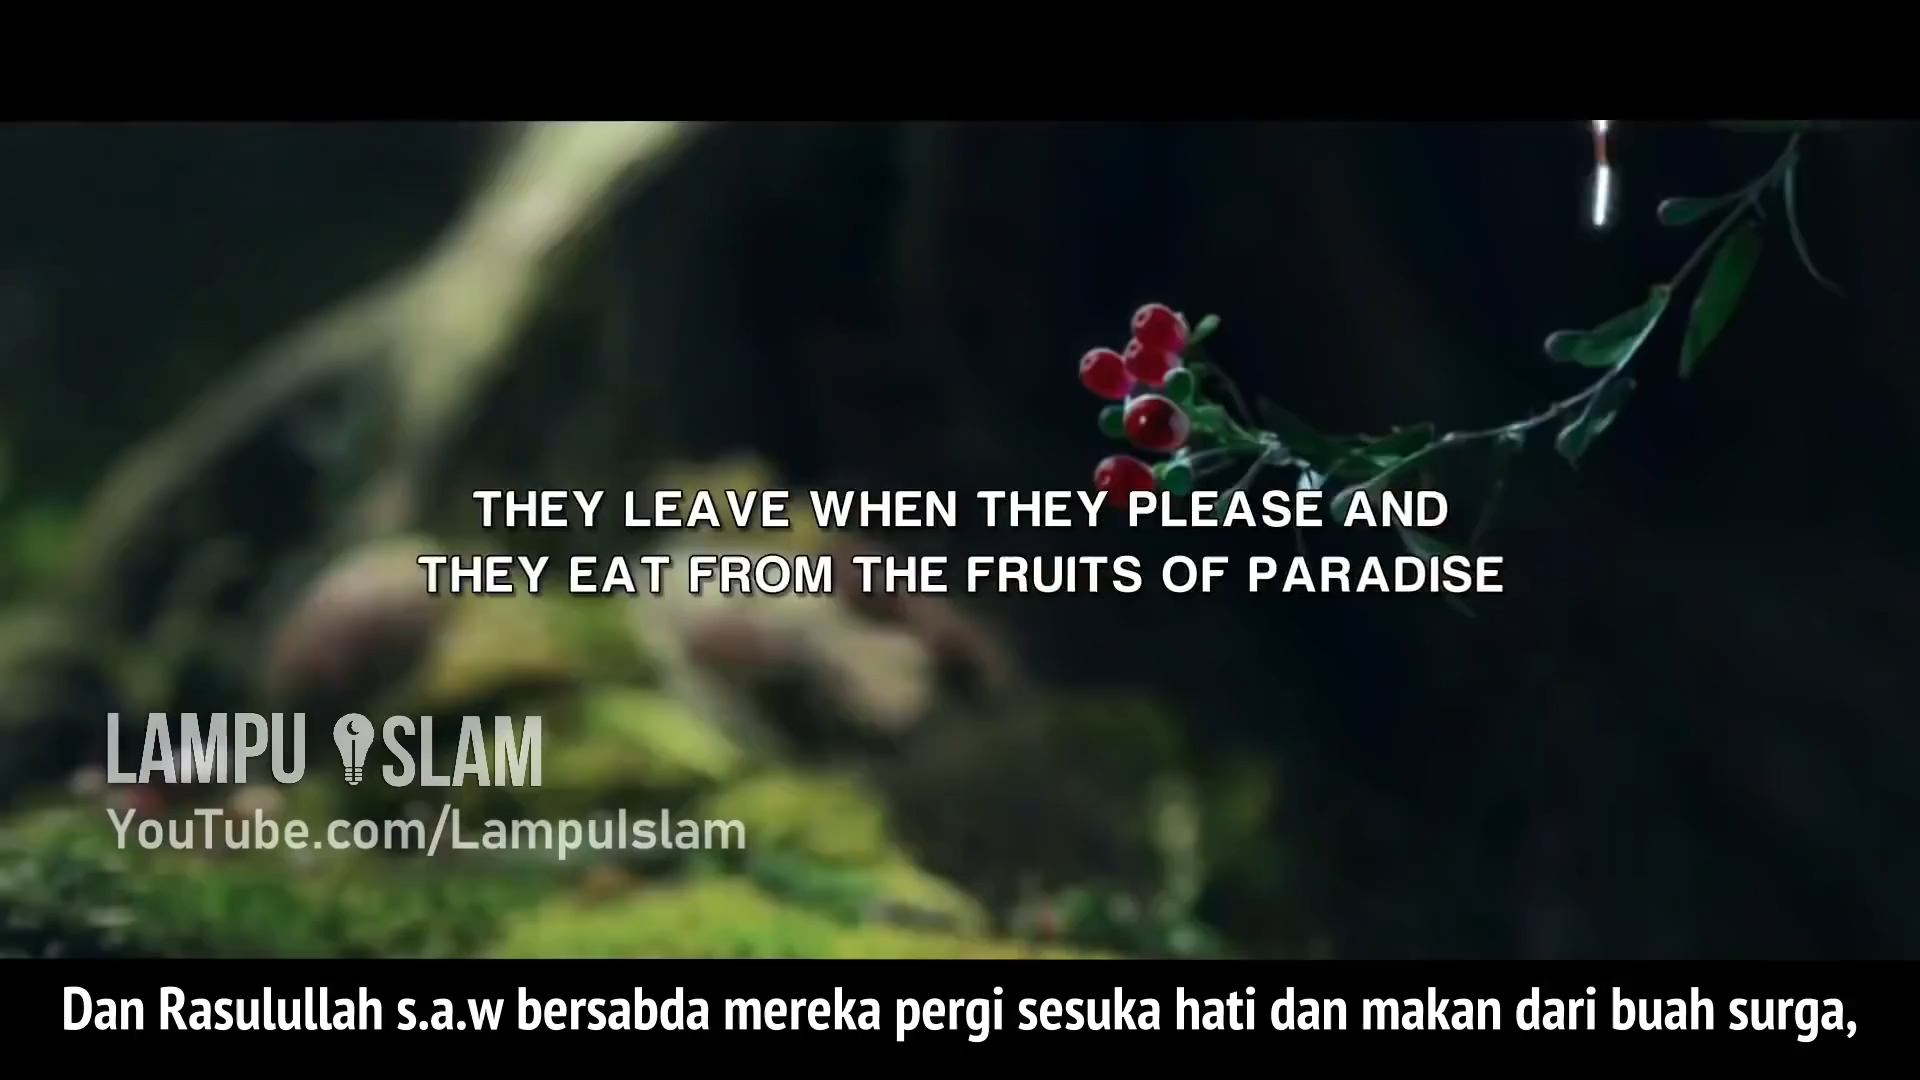 THEY LEAVE WHEN THEY PLEASE AND
THEY EAT FROM THE FRUITS OF PARADISE
LAMPU ISLAM
YouTube.com/LampuIslam
Dan Rasulullah s.a.w bersabda mereka pergi sesuka hati dan makan dari buah surga,